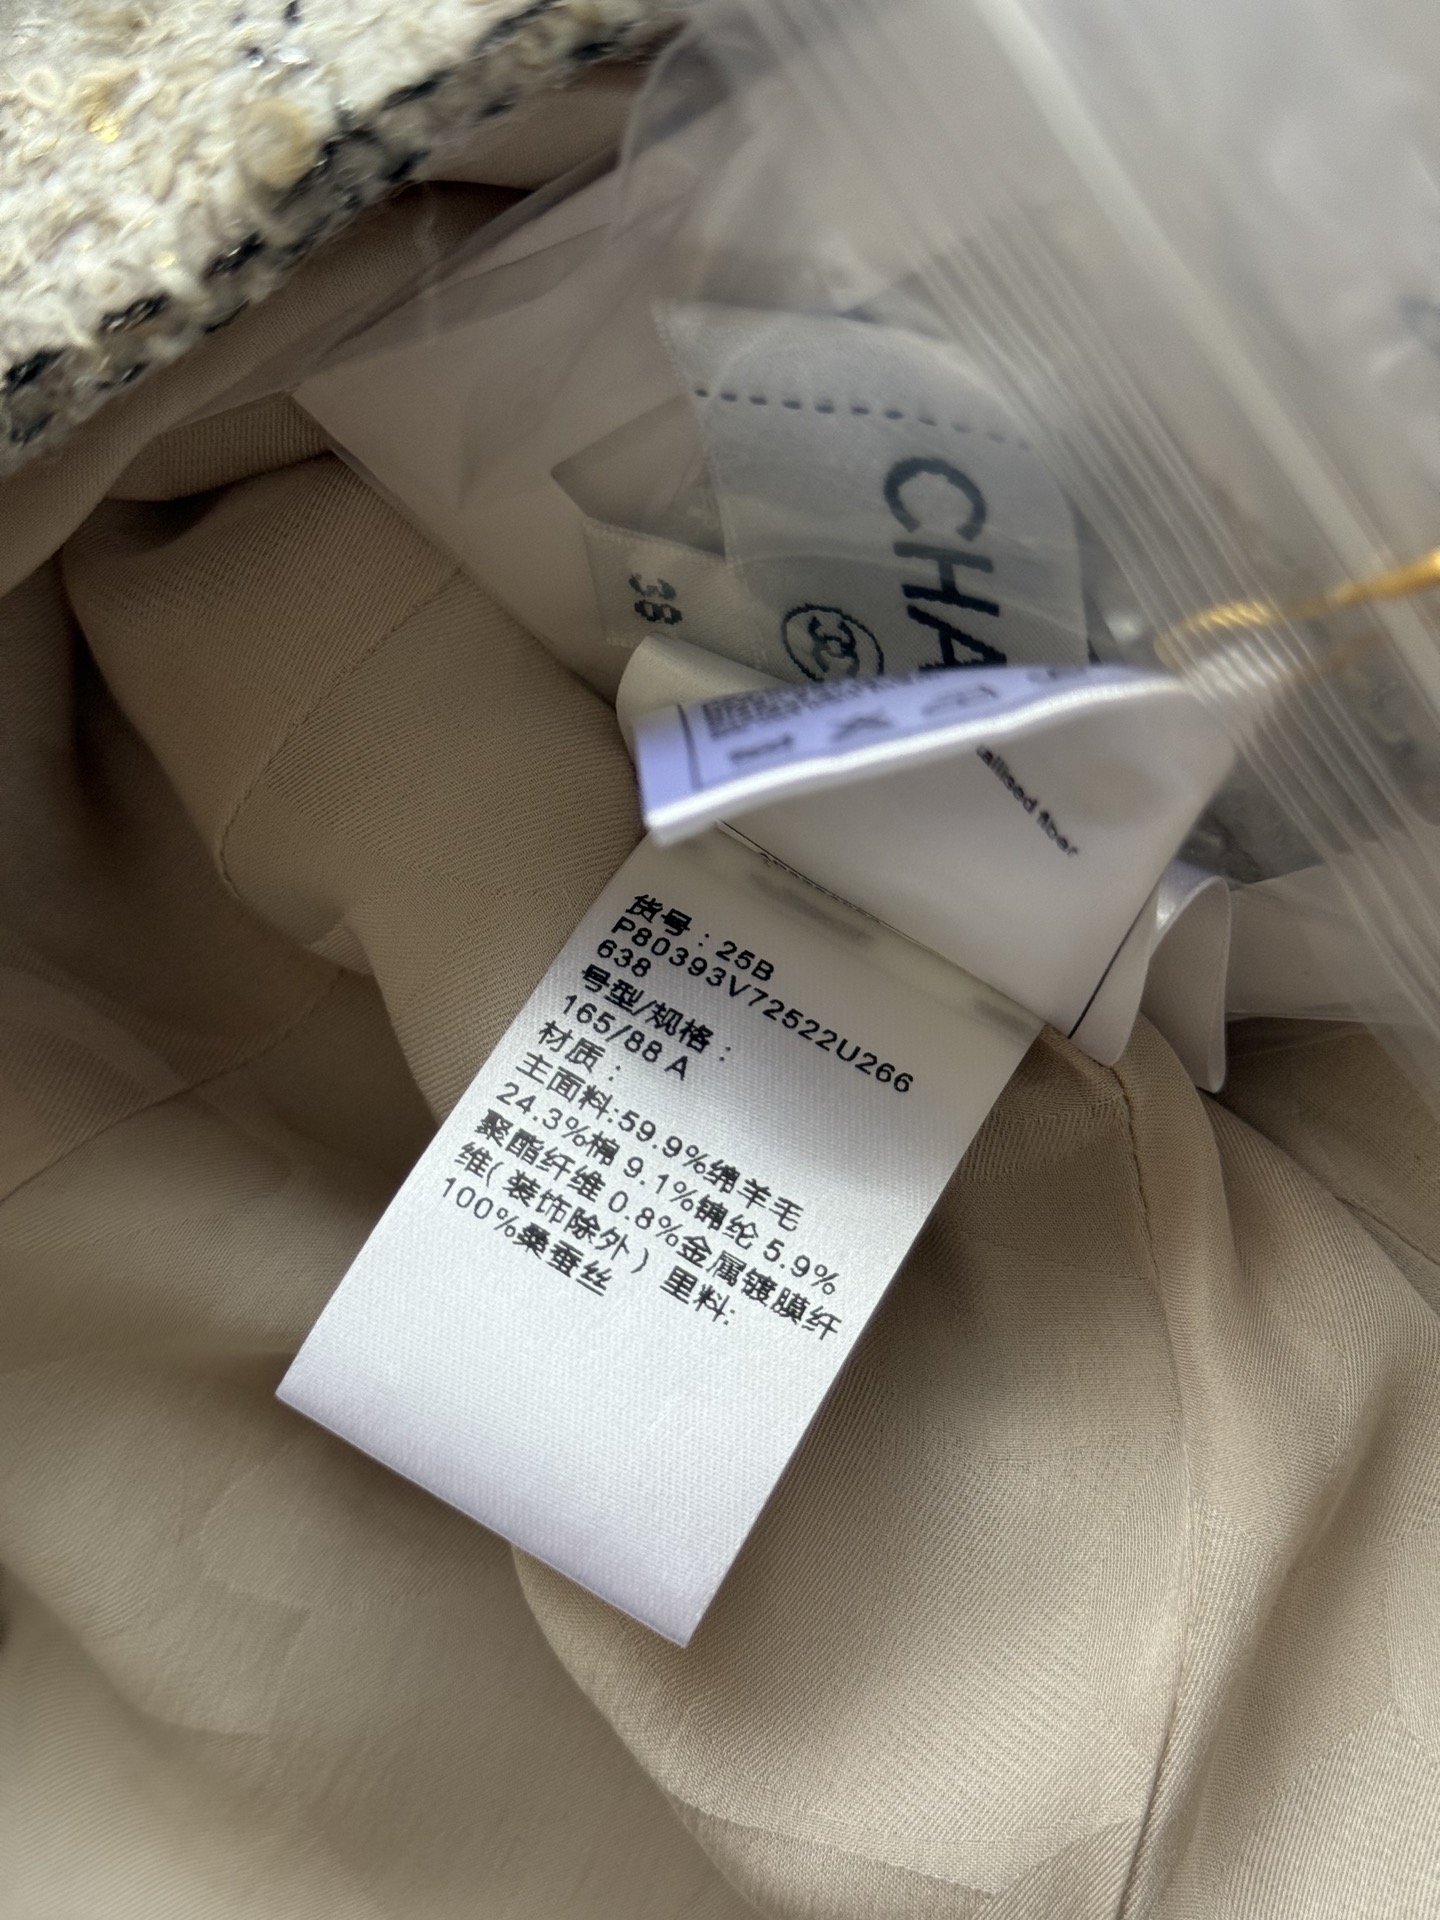 CHA
38
tallised fiber
货号：25B
P80393V72522U266
638
号型/规格：
165/88 A
材质：
主面料:59.9%绵羊毛
24.3%棉 9.1%锦纶 5.9%
聚酯纤维 0.8%金属镀膜纤
维( 装饰除外 ) 里料:
100%桑蚕丝